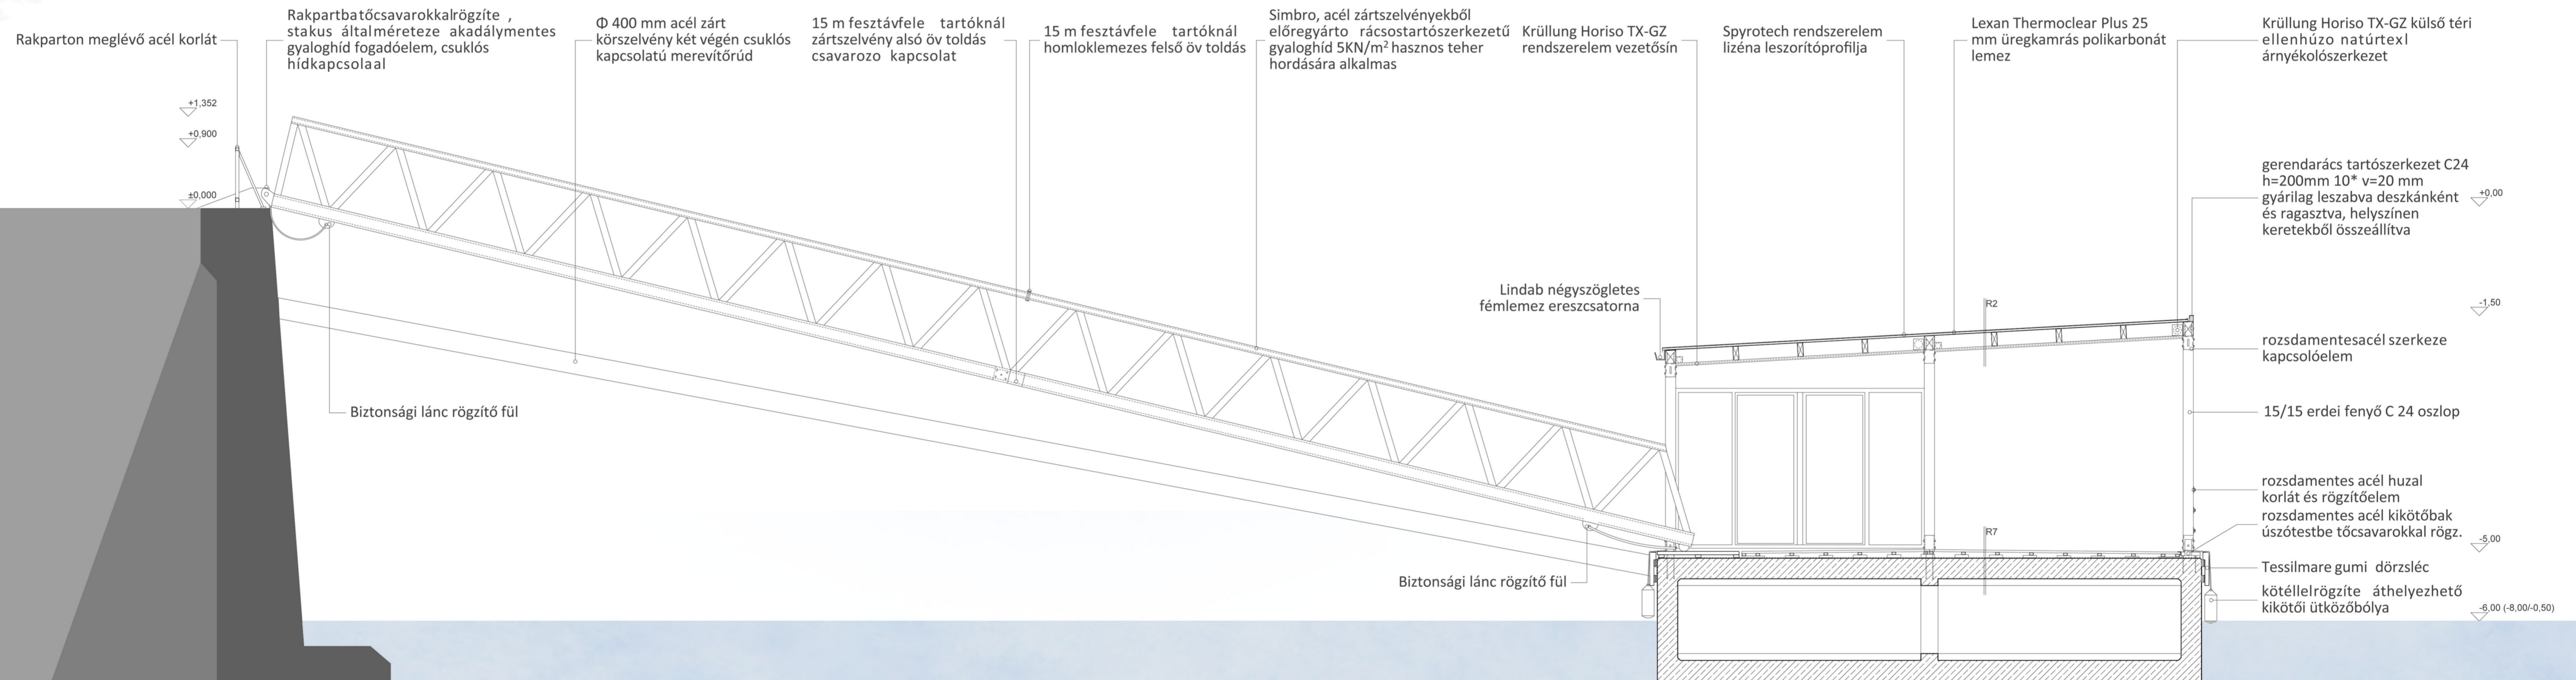 Rakparton meglévő acél korlát
Rakpartbatőcsavarokkalrögzíte ,
stakus általméreteze akadálymentes
gyaloghíd fogadóelem, csuklós
hídkapcsolaal
Φ 400 mm acél zárt
körszelvény két végén csuklós
kapcsolatú merevítőrúd
15 m fesztávfele tartóknál
zártszelvény alsó öv toldás
csavarozo kapcsolat
15 m fesztávfele tartóknál
homloklemezes felső öv toldás
Simbro, acél zártszelvényekből
előregyárto rácsostartószerkezetű
gyaloghíd 5KN/m² hasznos teher
hordására alkalmas
Krüllung Horiso TX-GZ
rendszerelem vezetősín
Spyrotech rendszerelem
lizéna leszorítóprofilja
Lexan Thermoclear Plus 25
mm üregkamrás polikarbonát
lemez
Krüllung Horiso TX-GZ külső téri
ellenhúzo natúrtexl
árnyékolószerkezet
+1,352
+0,900
±0,000
gerendarács tartószerkezet C24
h=200mm 10* v=20 mm
gyárilag leszabva deszkánként
és ragasztva, helyszínen
keretekből összeállítva
+0,00
Lindab négyszögletes
fémlemez ereszcsatorna
R2
-1,50
rozsdamentesacél szerkeze
kapcsolóelem
Biztonsági lánc rögzítő fül
15/15 erdei fenyő C 24 oszlop
rozsdamentes acél huzal
korlát és rögzítőelem
rozsdamentes acél kikötőbak
úszótestbe tőcsavarokkal rögz.
R7
-5,00
Biztonsági lánc rögzítő fül
Tessilmare gumi dörzsléc
kötéllelrögzíte áthelyezhető
kikötői ütközőbólya
-6,00 (-8,00/-0,50)